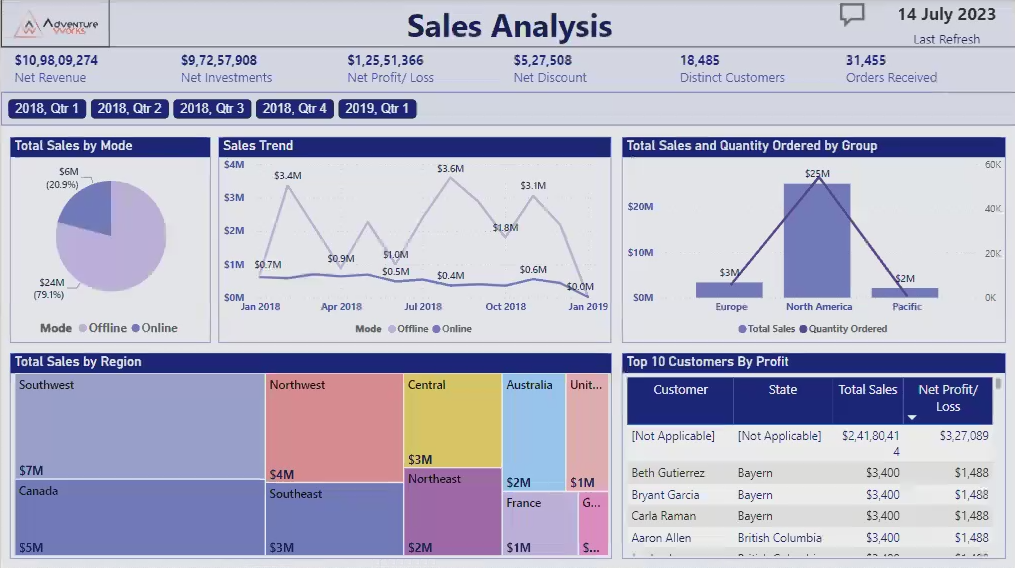 Adventure
Works
Sales Analysis
14 July 2023
Last Refresh
$10,98,09,274
Net Revenue
$9,72,57,908
Net Investments
$1,25,51,366
Net Profit/ Loss
$5,27,508
Net Discount
18,485
Distinct Customers
31,455
Orders Received
2018, Qtr 1
2018, Qtr 2
2018, Qtr 3
2018, Qtr 4
2019, Qtr 1
Total Sales by Mode
$6M
(20.9%)
$24M
(79.1%)
Mode Offline Online
Sales Trend
$4M
$3M
$2M
$1M
$0M
$3.4M
$3.6M
$3.1M
$1.8M
$0.7M
$0.9M
$1.0M
$0.5M
$0.4M
$0.6M
$0.0M
Jan 2018
Apr 2018
Jul 2018
Oct 2018
Jan 2019
Mode Offline Online
Total Sales and Quantity Ordered by Group
$20M
$10M
$0M
60K
40K
20K
0K
$3M
$25M
$2M
Europe
North America
Pacific
Total Sales Quantity Ordered
Total Sales by Region
Southwest
$7M
Canada
$5M
Northwest
$4M
Southeast
$3M
Central
$3M
Northeast
$2M
Australia
$2M
Unit...
$1M
France
$1M
G...
$...
Top 10 Customers By Profit
Customer State Total Sales Net Profit/
Loss
[Not Applicable] [Not Applicable] $2,41,80,41 $3,27,089
4
Beth Gutierrez Bayern $3,400 $1,488
Bryant Garcia Bayern $3,400 $1,488
Carla Raman Bayern $3,400 $1,488
Aaron Allen British Columbia $3,400 $1,488